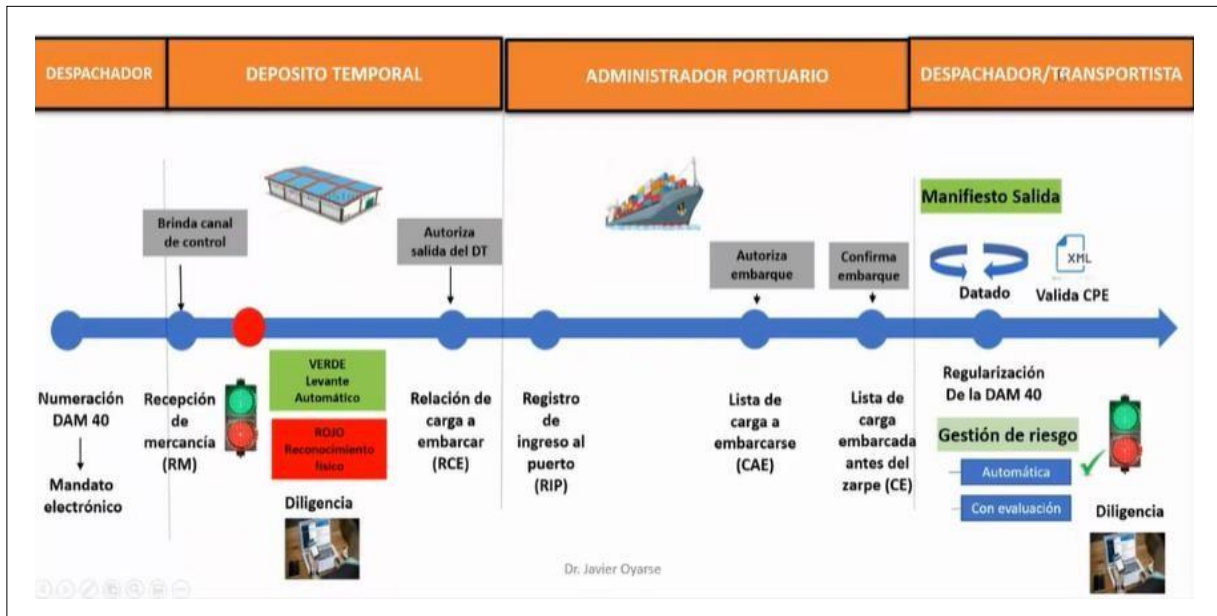 DESPACHADOR
DEPOSITO TEMPORAL
ADMINISTRADOR PORTUARIO
DESPACHADOR/TRANSPORTISTA
Brinda canal
de control
Autoriza
salida del DT
Autoriza
embarque
Confirma
embarque
Manifiesto Salida
XML
Datado
Valida CPE
Numeración
DAM 40
Mandato
electrónico
Recepción
de
mercancía
(RM)
VERDE
Levante
Automático
ROJO
Reconocimiento
físico
Diligencia
Relación de
carga a
embarcar
(RCE)
Registro
de
ingreso al
puerto
(RIP)
Lista de
carga a
embarcarse
(CAE)
Lista de
carga
embarcada
antes del
zarpe (CE)
Regularización
De la DAM 40
Gestión de riesgo
Automática
Con evaluación
Diligencia
Dr. Javier Oyarse